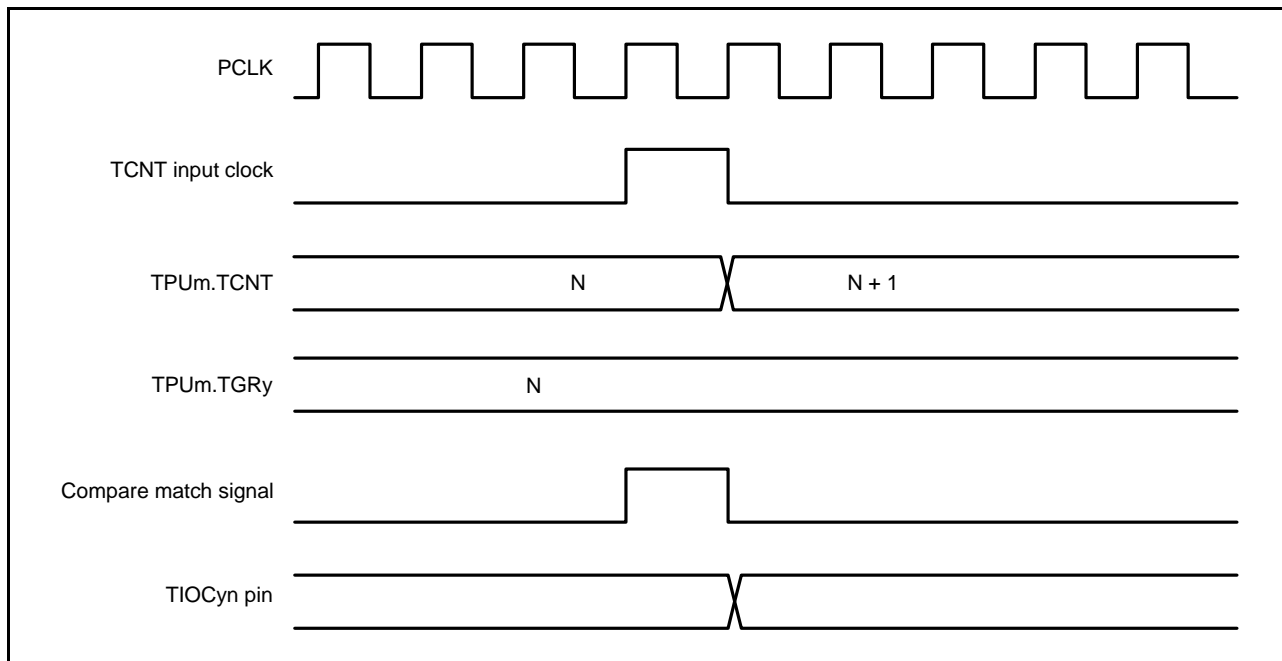 PCLK
TCNT input clock
TPUm.TCNT
N
N + 1
TPUm.TGRy
N
Compare match signal
TIOCyn pin